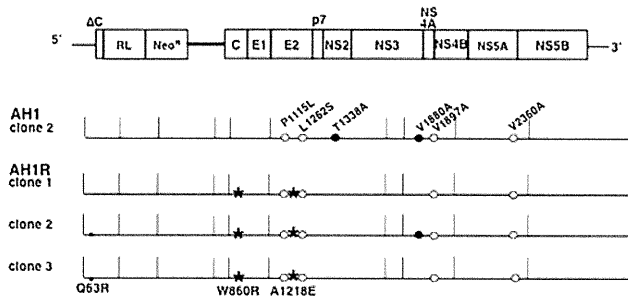 ΔC
p7
NS
4A
5'
RL
Neoᴿ
C
E1
E2
NS2
NS3
NS4B
NS5A
NS5B
3'
AH1
clone 2
P1115L
L1262S
T1338A
V1880A
V1897A
V2360A
AH1R
clone 1
clone 2
clone 3
Q63R
W860R
A1218E